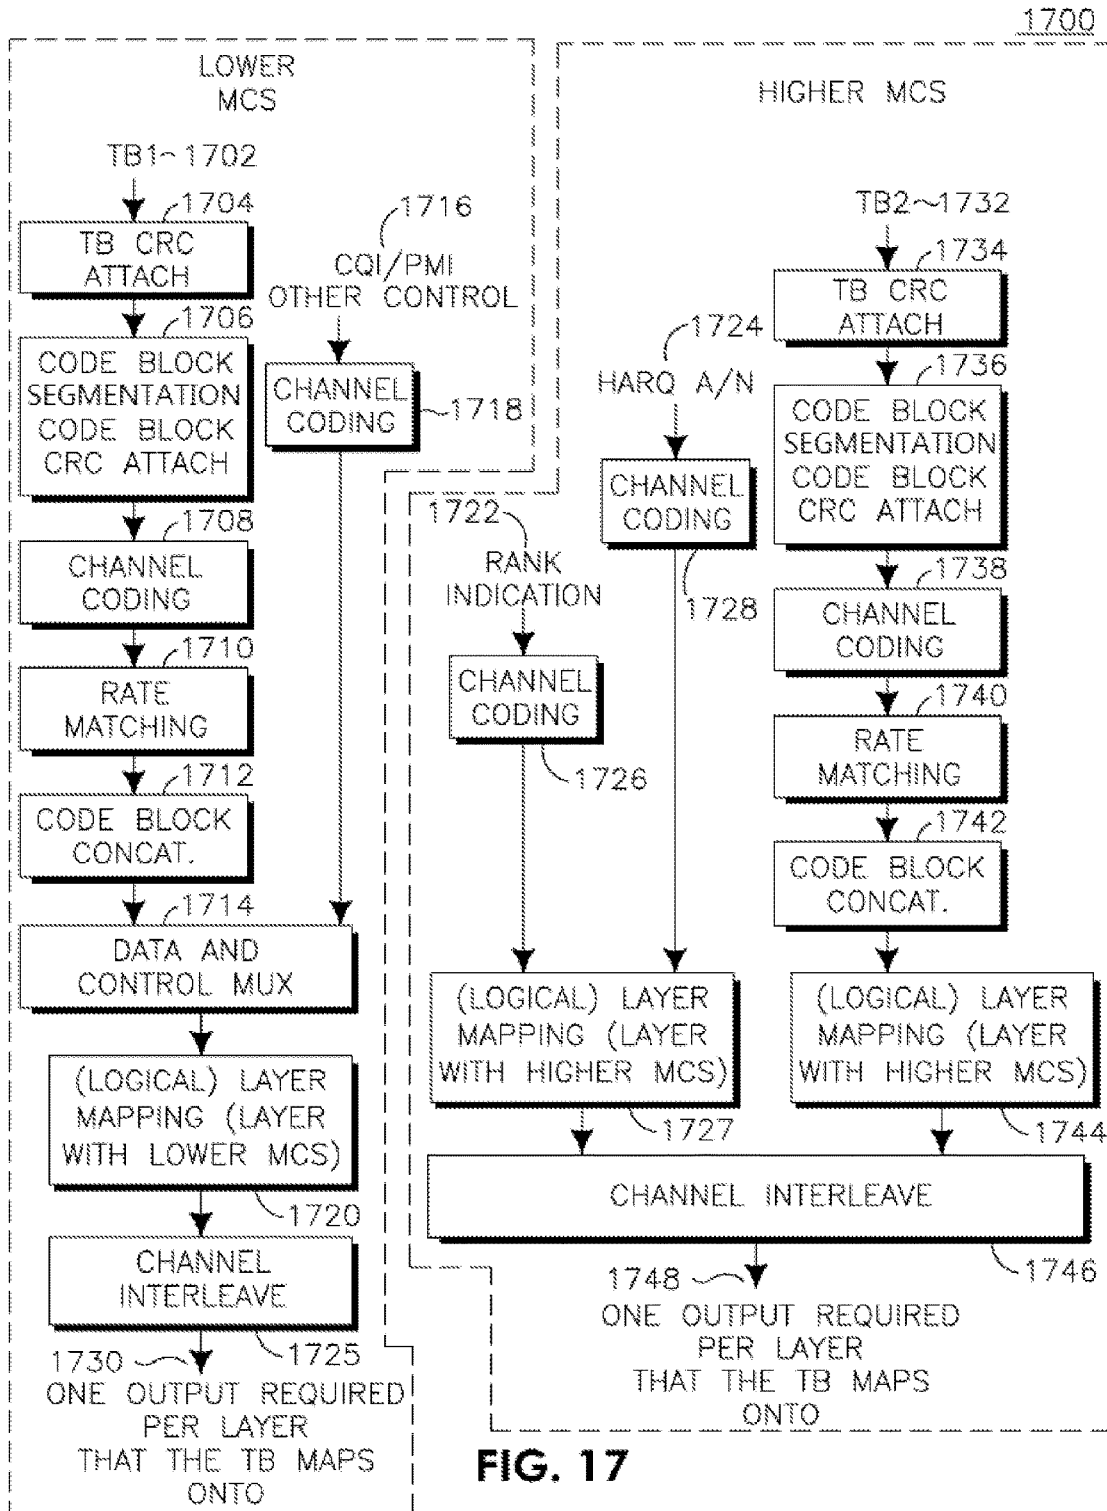 1700
LOWER
MCS
TB1~1702
1704
TB CRC
ATTACH
1706
CODE BLOCK
SEGMENTATION
CODE BLOCK
CRC ATTACH
1708
CHANNEL
CODING
1710
RATE
MATCHING
1712
CODE BLOCK
CONCAT.
1714
DATA AND
CONTROL MUX
1716
CQI/PMI
OTHER CONTROL
CHANNEL
CODING
1718
(LOGICAL) LAYER
MAPPING (LAYER
WITH LOWER MCS)
1720
CHANNEL
INTERLEAVE
1725
1730
ONE OUTPUT REQUIRED
PER LAYER
THAT THE TB MAPS
ONTO
HIGHER MCS
1722
RANK
INDICATION
CHANNEL
CODING
1726
1724
HARQ A/N
CHANNEL
CODING
1728
(LOGICAL) LAYER
MAPPING (LAYER
WITH HIGHER MCS)
1727
TB2~1732
1734
TB CRC
ATTACH
1736
CODE BLOCK
SEGMENTATION
CODE BLOCK
CRC ATTACH
1738
CHANNEL
CODING
1740
RATE
MATCHING
1742
CODE BLOCK
CONCAT.
(LOGICAL) LAYER
MAPPING (LAYER
WITH HIGHER MCS)
1744
CHANNEL INTERLEAVE
1746
1748
ONE OUTPUT REQUIRED
PER LAYER
THAT THE TB MAPS
ONTO
FIG. 17